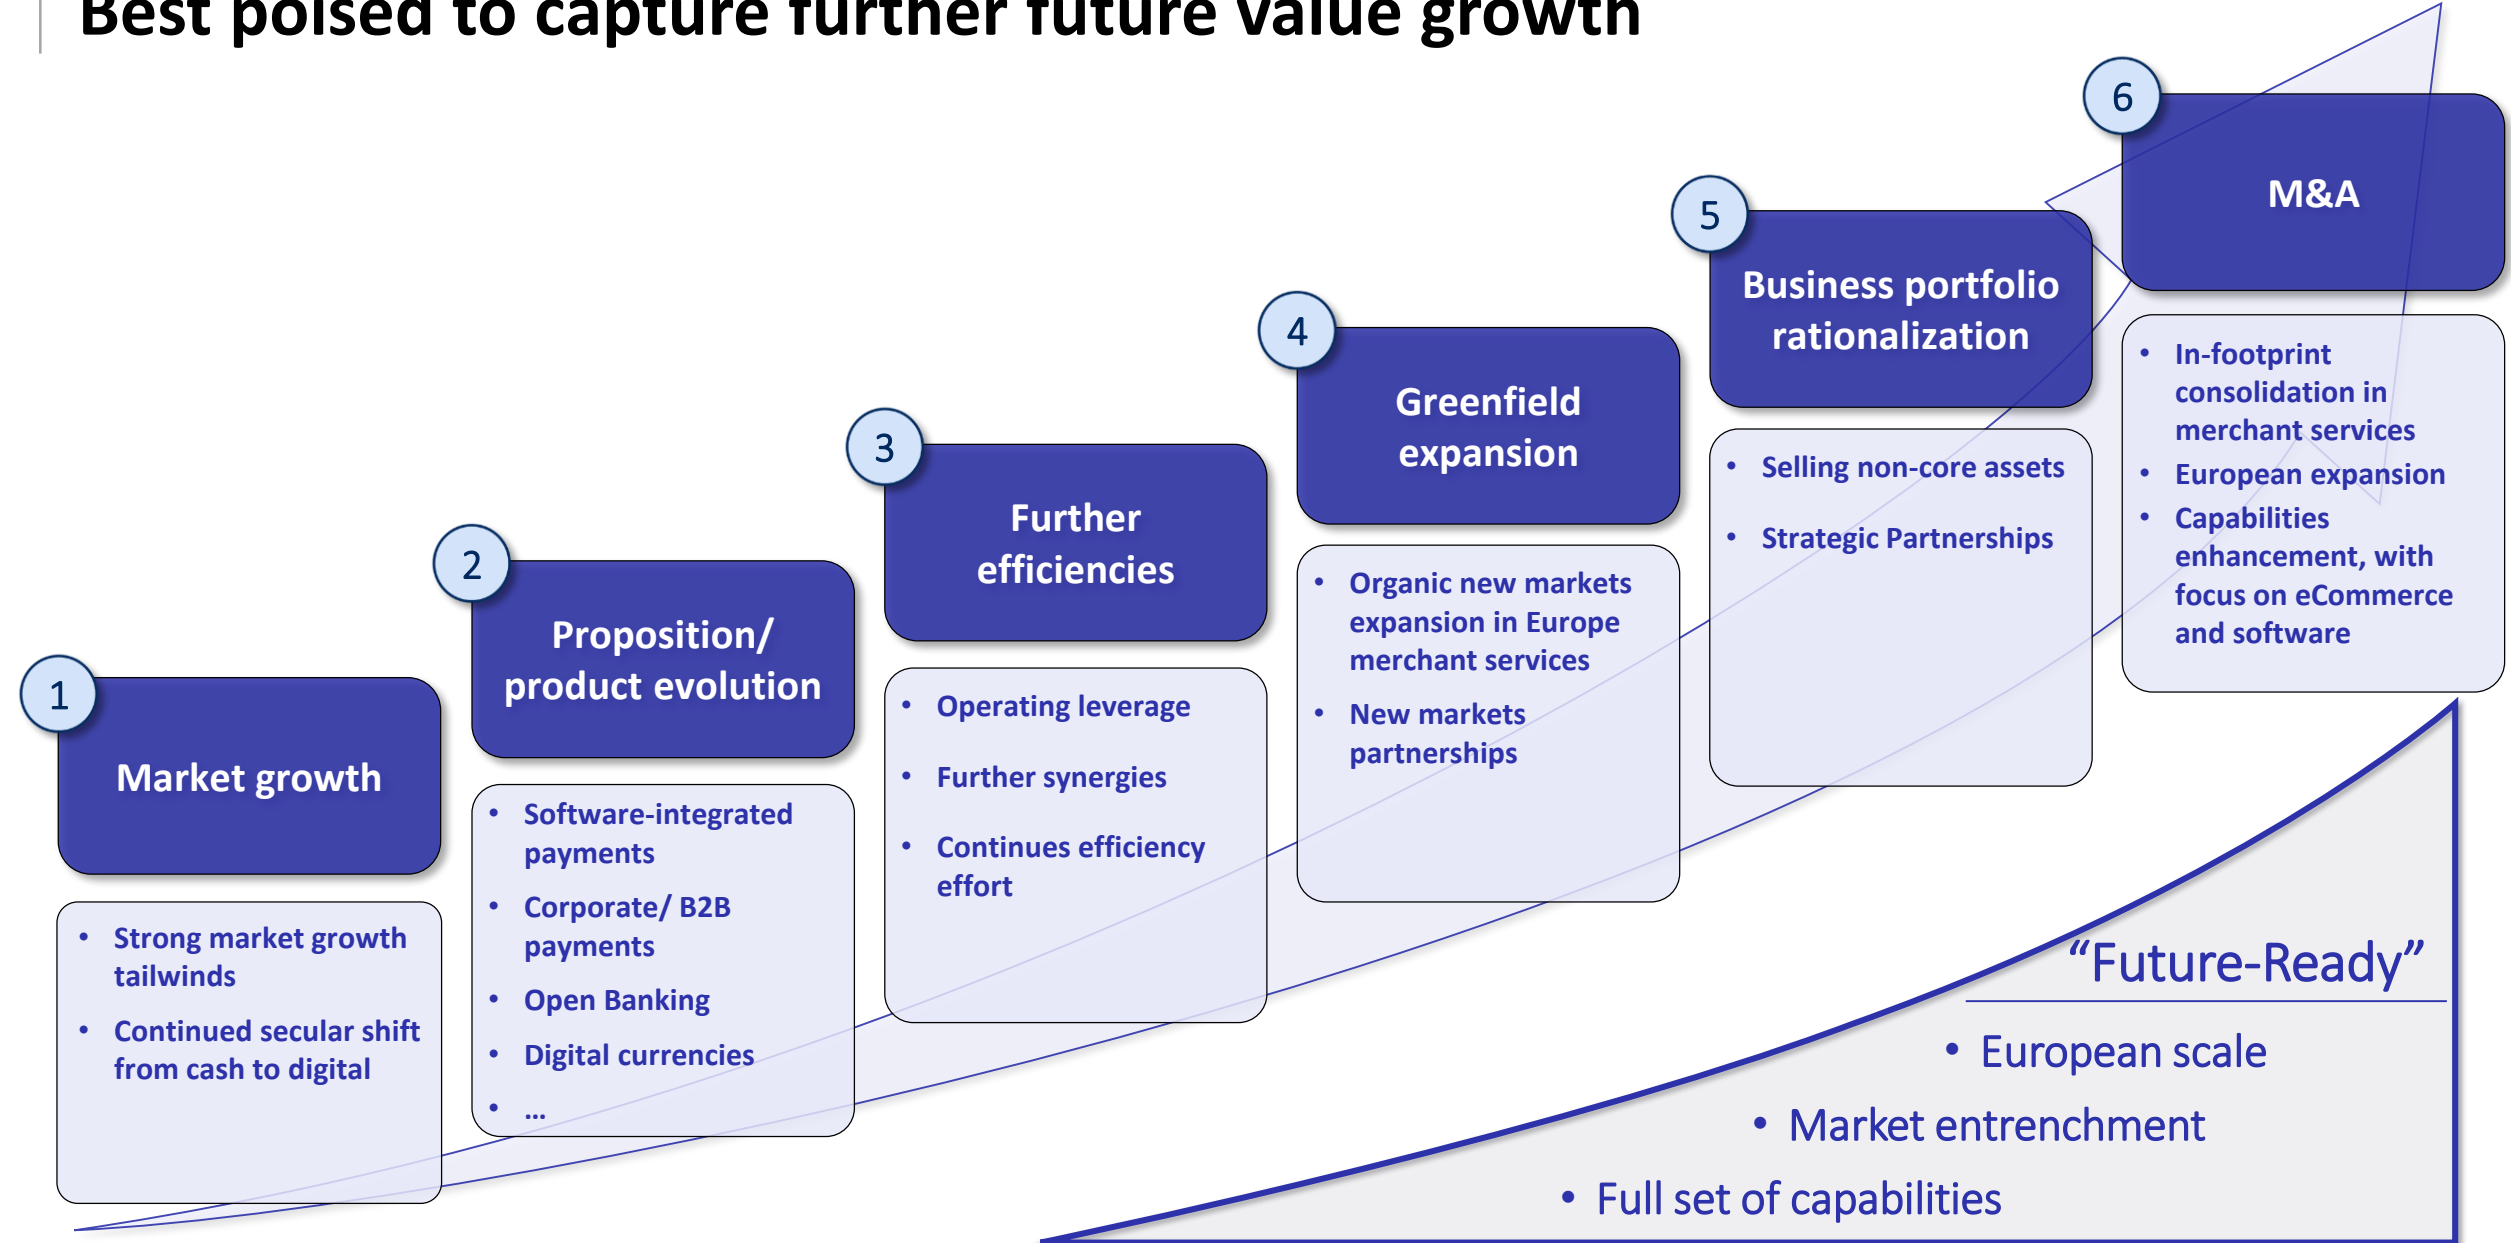 Best poised to capture further future value growth
1
Market growth
• Strong market growth
tailwinds
• Continued secular shift
from cash to digital
2
Proposition/
product evolution
• Software-integrated
payments
• Corporate/ B2B
payments
• Open Banking
• Digital currencies
• ...
3
Further
efficiencies
• Operating leverage
• Further synergies
• Continues efficiency
effort
4
Greenfield
expansion
• Organic new markets
expansion in Europe
merchant services
• New markets
partnerships
5
Business portfolio
rationalization
• Selling non-core assets
• Strategic Partnerships
6
M&A
• In-footprint
consolidation in
merchant services
• European expansion
• Capabilities
enhancement, with
focus on eCommerce
and software
“Future-Ready”
• European scale
• Market entrenchment
• Full set of capabilities